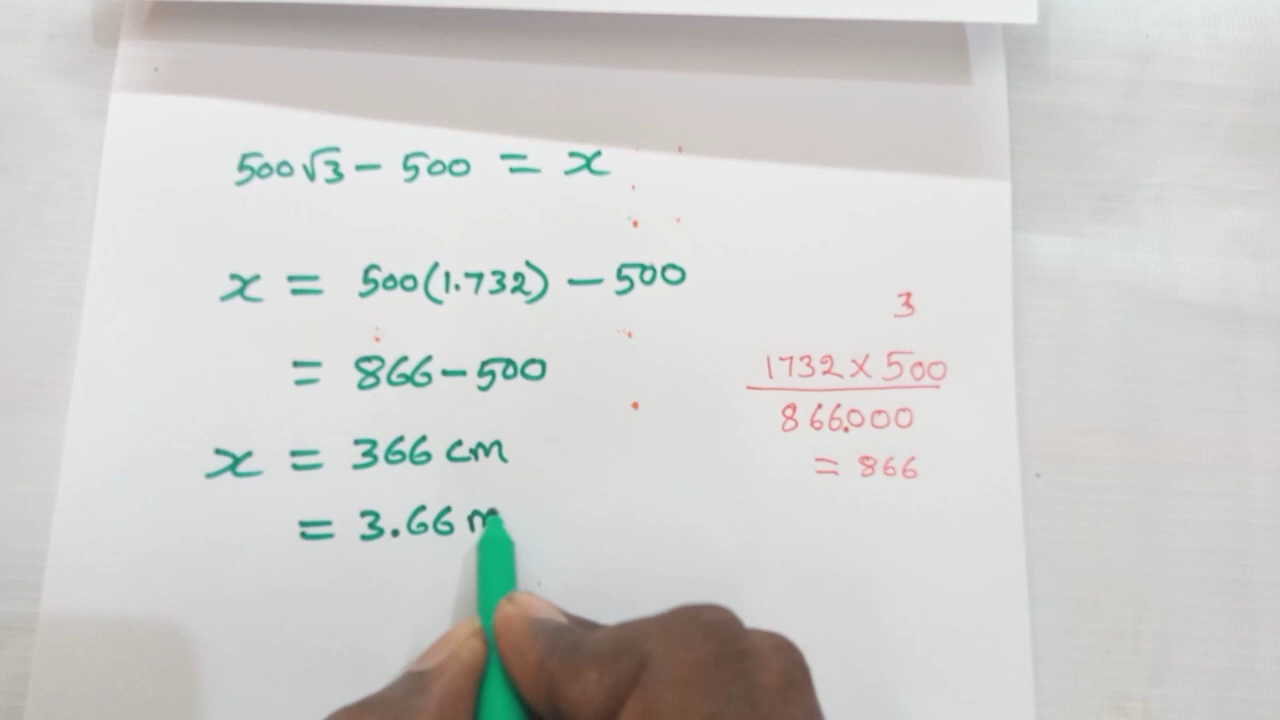 500√3 - 500 = x
x = 500(1.732) - 500
= 866 - 500
x = 366 cm
= 3.66 m
3
1732 × 500
866.000
= 866